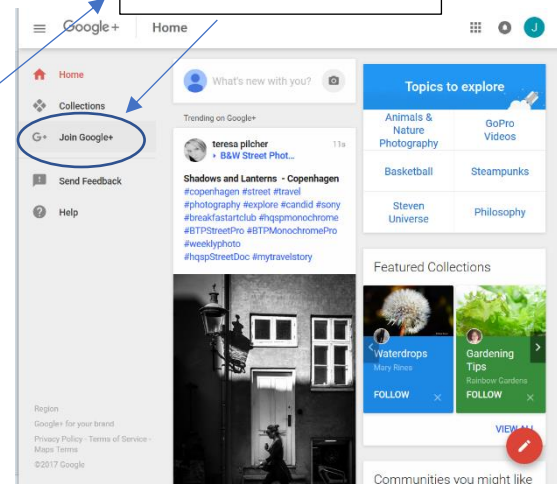 Google+ Home J
Home
Collections
G+ Join Google+
Send Feedback
Help
Region
Google+ for your brand
Privacy Policy - Terms of Service -
Maps Terms
©2017 Google
What's new with you?
Trending on Google+
teresa pilcher 11a
B&W Street Phot...
Shadows and Lanterns - Copenhagen
#copenhagen #street #travel
#photography #explore #candid #sony
#breakfastartclub #hqspmonochrome
#BTPStreetPro #BTPMonochromePro
#weeklyphoto
#hqspStreetDoc #mytravelstory
Topics to explore
Animals &
Nature
Photography
GoPro
Videos
Basketball
Steampunks
Steven
Universe
Philosophy
Featured Collections
Waterdrops
Mary Rines
FOLLOW
Gardening
Tips
Rainbow Gardens
FOLLOW
VIEW ALL
Communities you might like